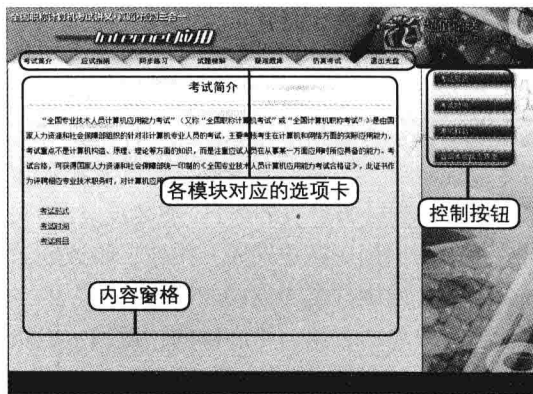 全国职称计算机考试讲义·真题·预测三合一
Internet应用
考试简介 应试指南 同步练习 试题精解 疑难题库 仿真考试 退出光盘
考试简介
“全国专业技术人员计算机应用能力考试”（又称“全国职称计算机考试”或“全国计算机职称考试”）是由国
家人力资源和社会保障部组织的针对非计算机专业人员的考试，主要考核考生在计算机和网络方面的实际应用能力，
考试重点不是计算机构造、原理、理论等方面的知识，而是注重应试人员在从事某一方面应用时所应具备的能力。考
试合格，可获得国家人力资源和社会保障部统一印制的《全国专业技术人员计算机应用能力考试合格证》，此证书作
为评聘相应专业技术职务时，对计算机应用
各模块对应的选项卡
控制按钮
考试形式
考试时间
考试科目
内容窗格